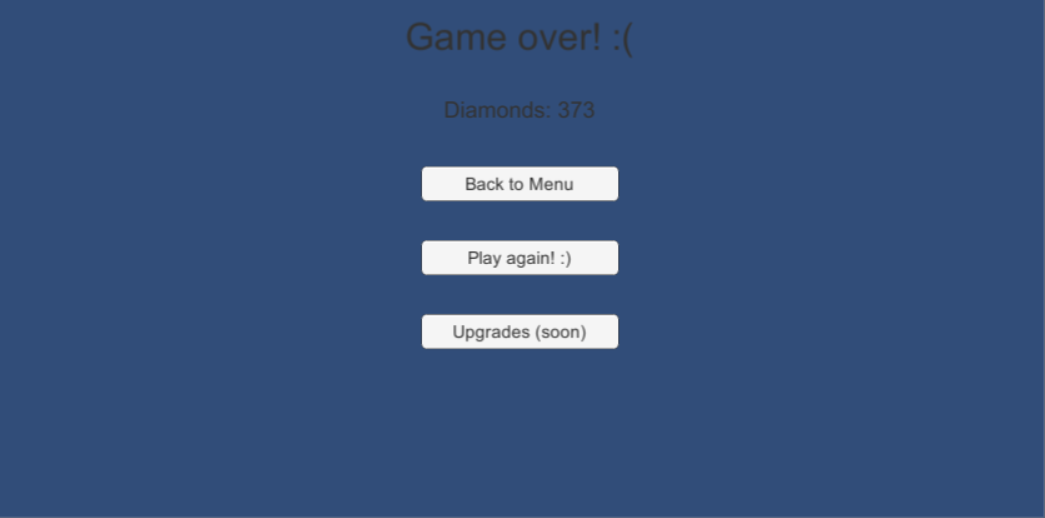 Game over! :(
Diamonds: 373
Back to Menu
Play again! :)
Upgrades (soon)